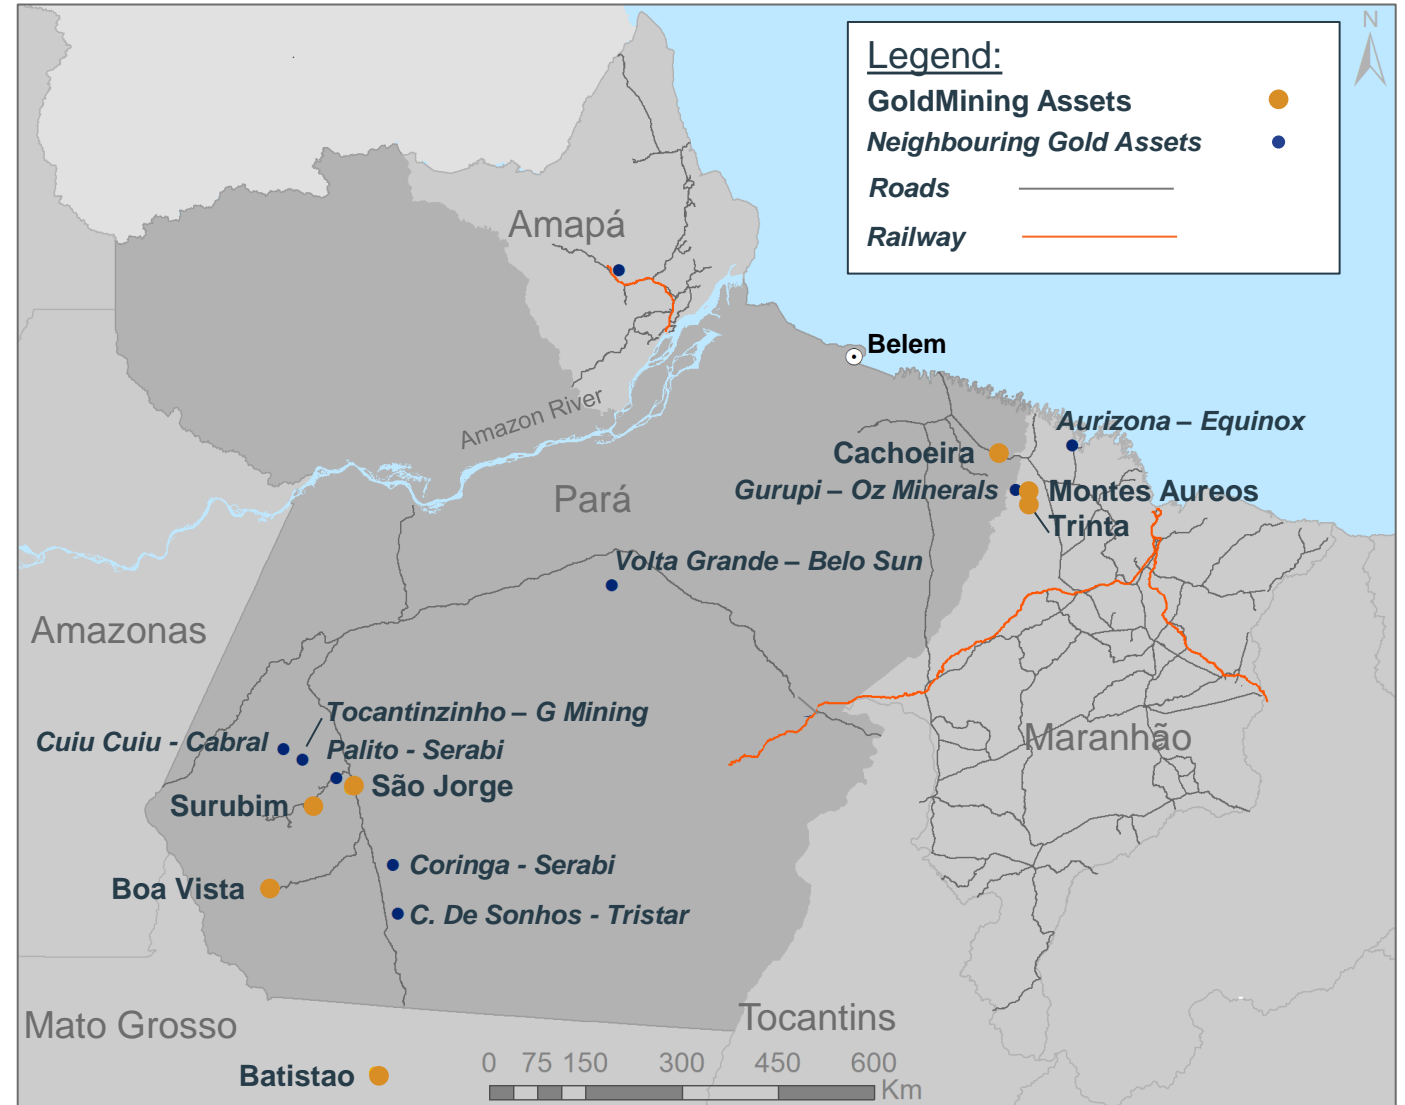 N
Legend:
GoldMining Assets
Neighbouring Gold Assets
Roads
Railway
Amapá
Belem
Amazon River
Aurizona – Equinox
Cachoeira
Gurupi – Oz Minerals
Montes Aureos
Pará
Trinta
Volta Grande – Belo Sun
Amazonas
Tocantinzinho – G Mining
Cuiu Cuiu - Cabral
Palito - Serabi
Maranhão
São Jorge
Surubim
Coringa - Serabi
Boa Vista
C. De Sonhos - Tristar
Mato Grosso
Tocantins
Batistao
0 75 150 300 450 600
Km